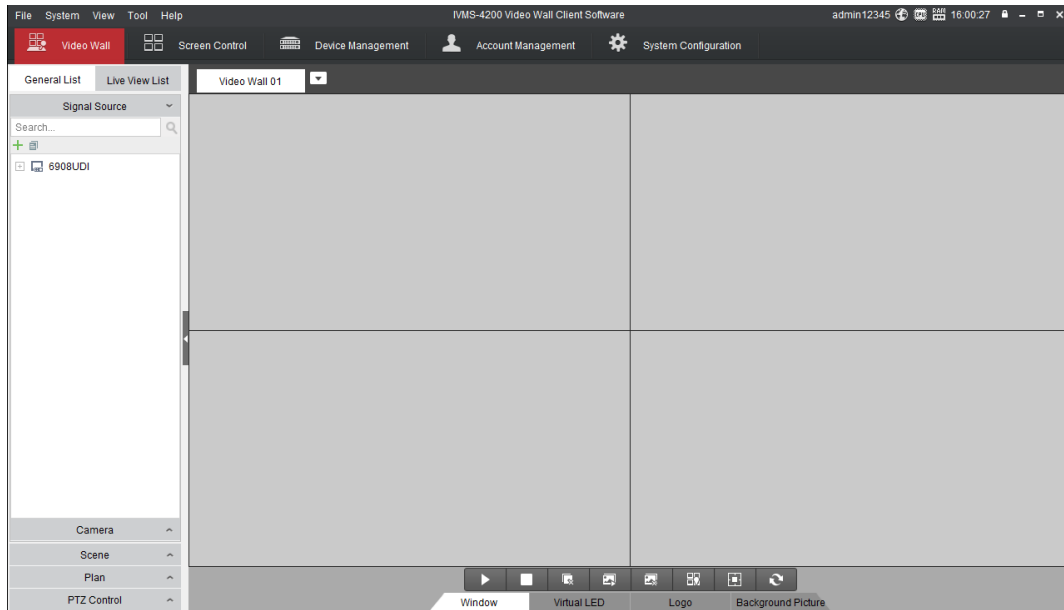 File System View Tool Help IVMS-4200 Video Wall Client Software admin12345 16:00:27
Video Wall Screen Control Device Management Account Management System Configuration
General List Live View List Video Wall 01
Signal Source
Search...
6908UDI
Camera
Scene
Plan
PTZ Control
Window Virtual LED Logo Background Picture